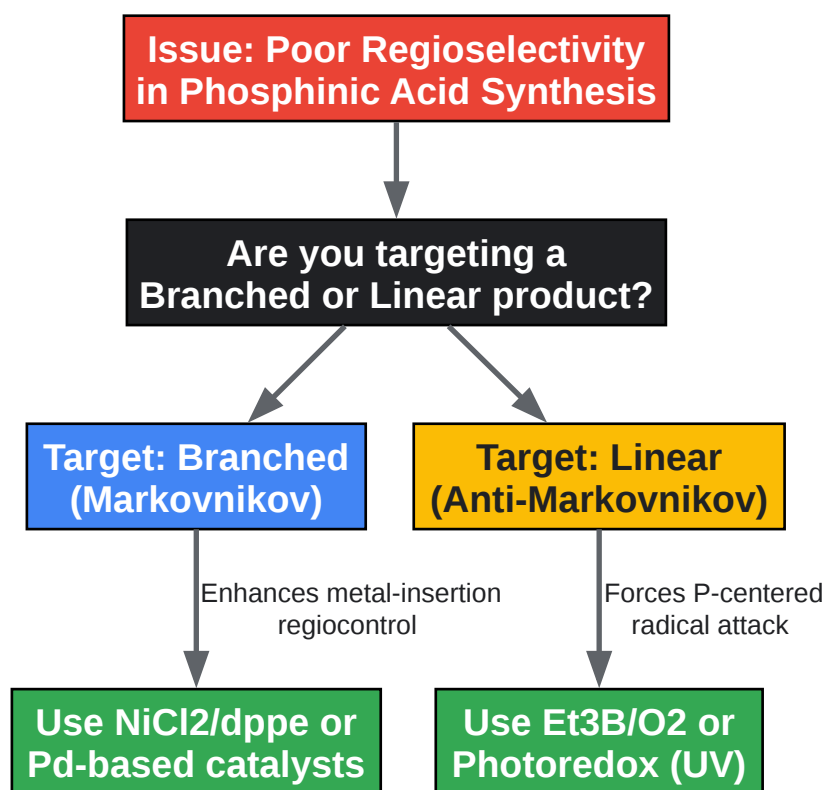 Issue: Poor Regioselectivity
in Phosphinic Acid Synthesis
Are you targeting a
Branched or Linear product?
Target: Branched
(Markovnikov)
Target: Linear
(Anti-Markovnikov)
Enhances metal-insertion
regiocontrol
Forces P-centered
radical attack
Use NiCl2/dppe or
Pd-based catalysts
Use Et3B/O2 or
Photoredox (UV)